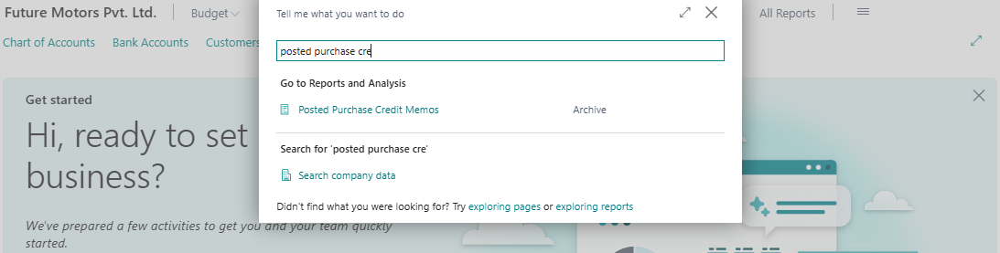 Future Motors Pvt. Ltd.
Budget
All Reports
Chart of Accounts
Bank Accounts
Customers
Tell me what you want to do
posted purchase cre
Go to Reports and Analysis
Posted Purchase Credit Memos
Archive
Search for 'posted purchase cre'
Search company data
Didn't find what you were looking for? Try exploring pages or exploring reports
Get started
Hi, ready to set
business?
We've prepared a few activities to get you and your team quickly
started.